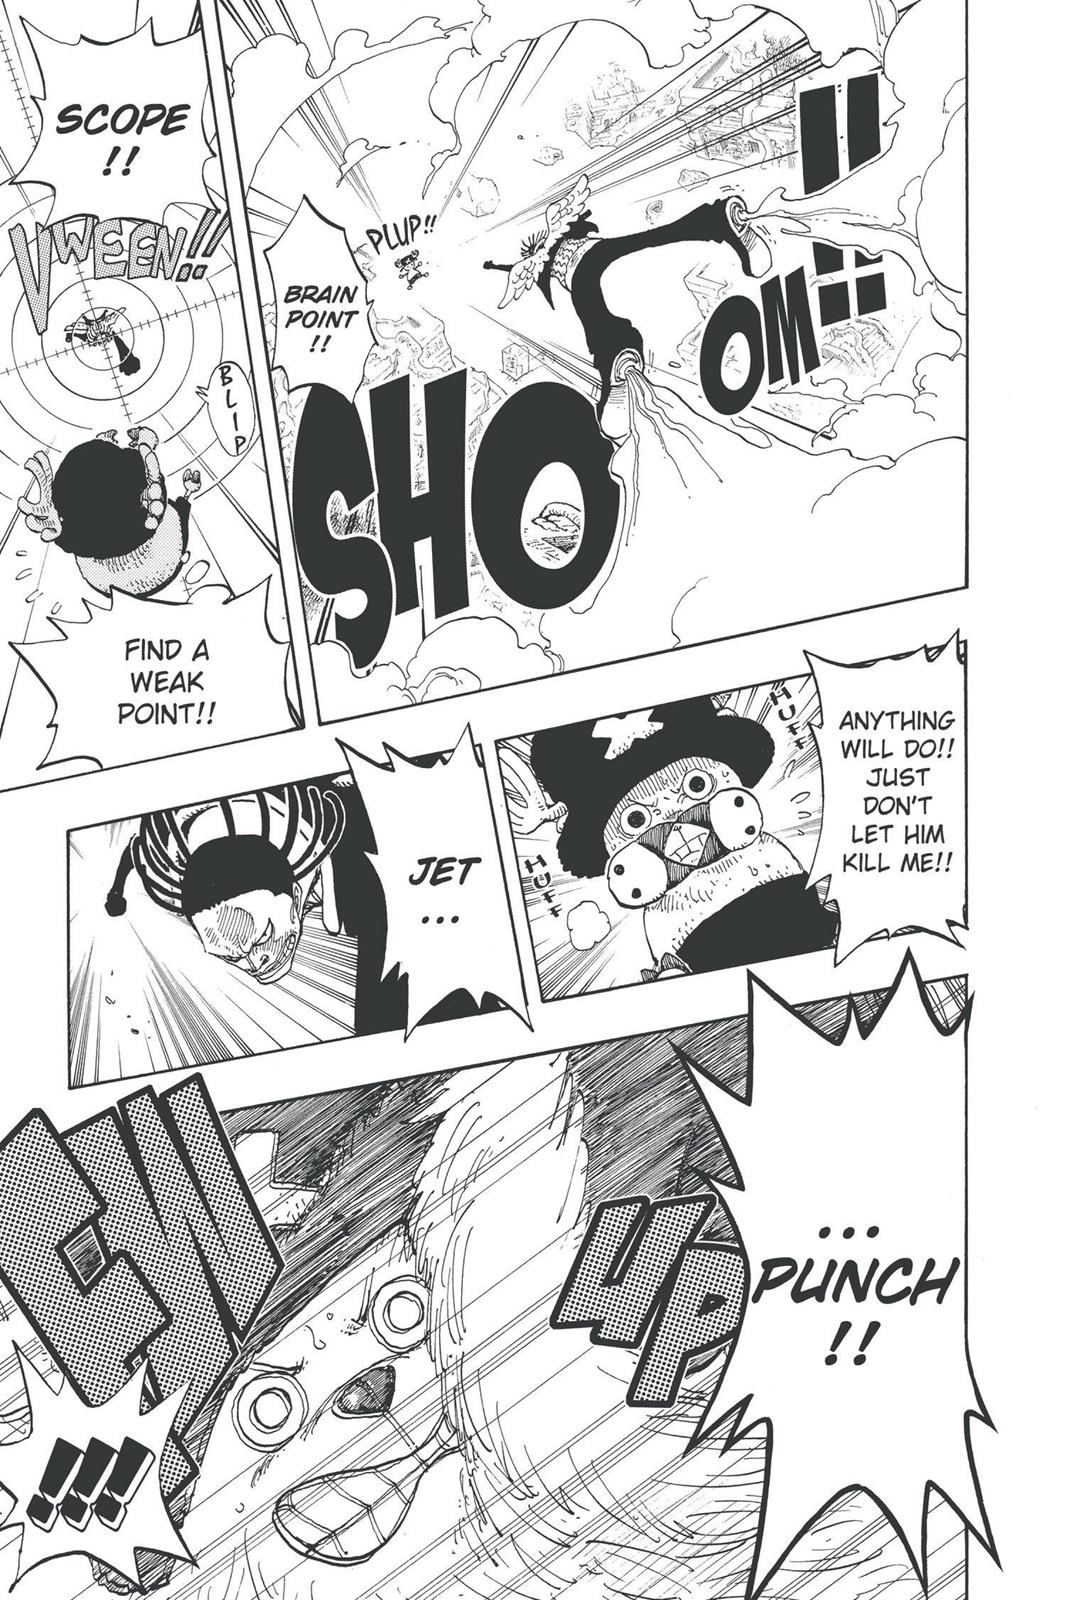 SHO
OM!!!!
PLUP!!
BRAIN
POINT
!!
SCOPE
!!
VWEEN!!
BLIP
FIND A
WEAK
POINT!!
ANYTHING
WILL DO!!
JUST
DON'T
LET HIM
KILL ME!!
HUFF
HUFF
JET
...
...
PUNCH
!!
!!!